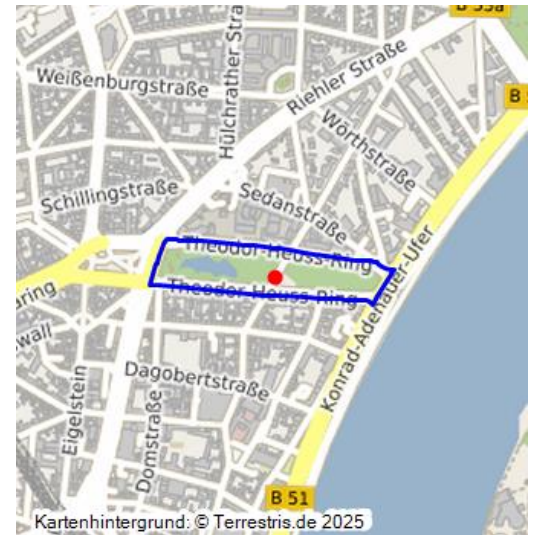 B 55a
Weißenburgstraße
Hülchrather Stra
Riehler Straße
B
Wörthstraße
Schillingstraße
Sedanstraße
Theodor-Heuss-Ring
Theodor-Heuss-Ring
Konrad-Adenauer-Ufer
aring
wall
Dagobertstraße
Eigelstein
Domstraße
B 51
Kartenhintergrund: © Terrestris.de 2025